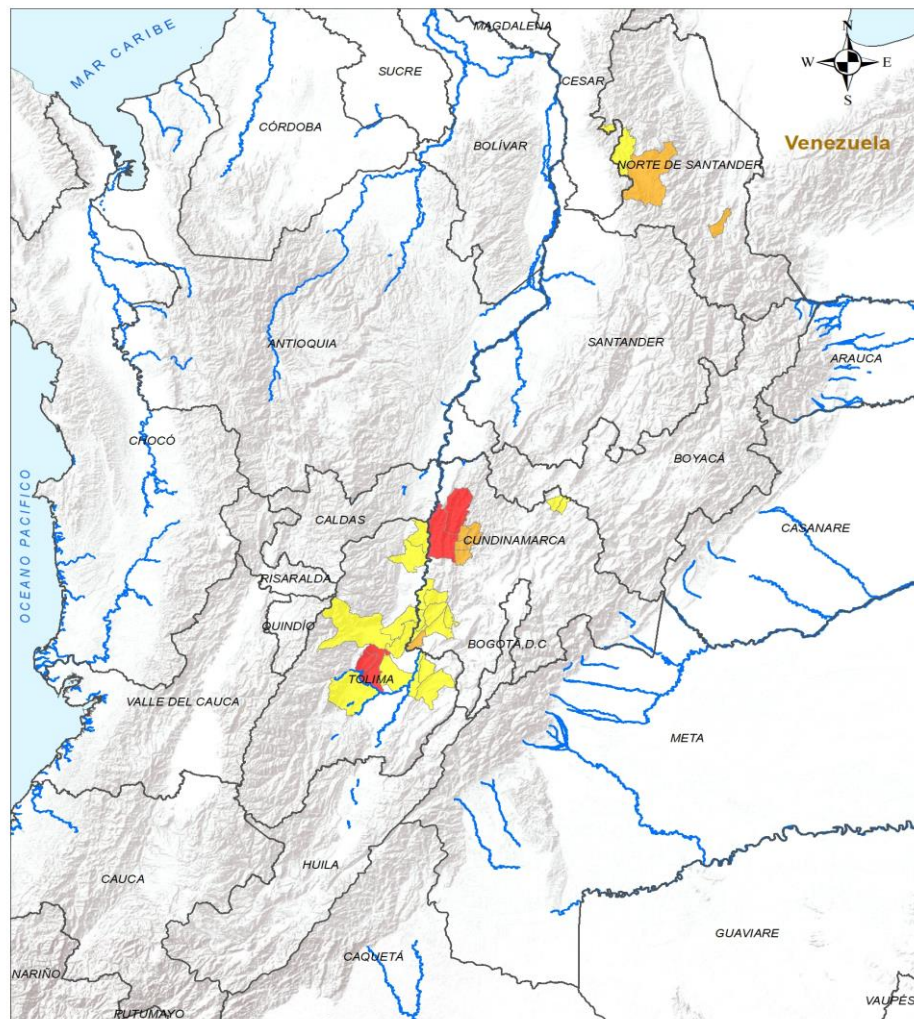 MAGDALENA
MAR CARIBE
N
W E
S
SUCRE
CESAR
CÓRDOBA
BOLÍVAR
Venezuela
NORTE DE SANTANDER
ANTIOQUIA
SANTANDER
ARAUCA
CHOCÓ
BOYACÁ
OCEANO PACIFICO
CALDAS
CUNDINAMARCA
CASANARE
RISARALDA
QUINDÍO
BOGOTÁ,D.C
TOLIMA
VALLE DEL CAUCA
META
HUILA
CAUCA
GUAVIARE
CAQUETÁ
NARIÑO
VAUPÉS
PUTUMAYO